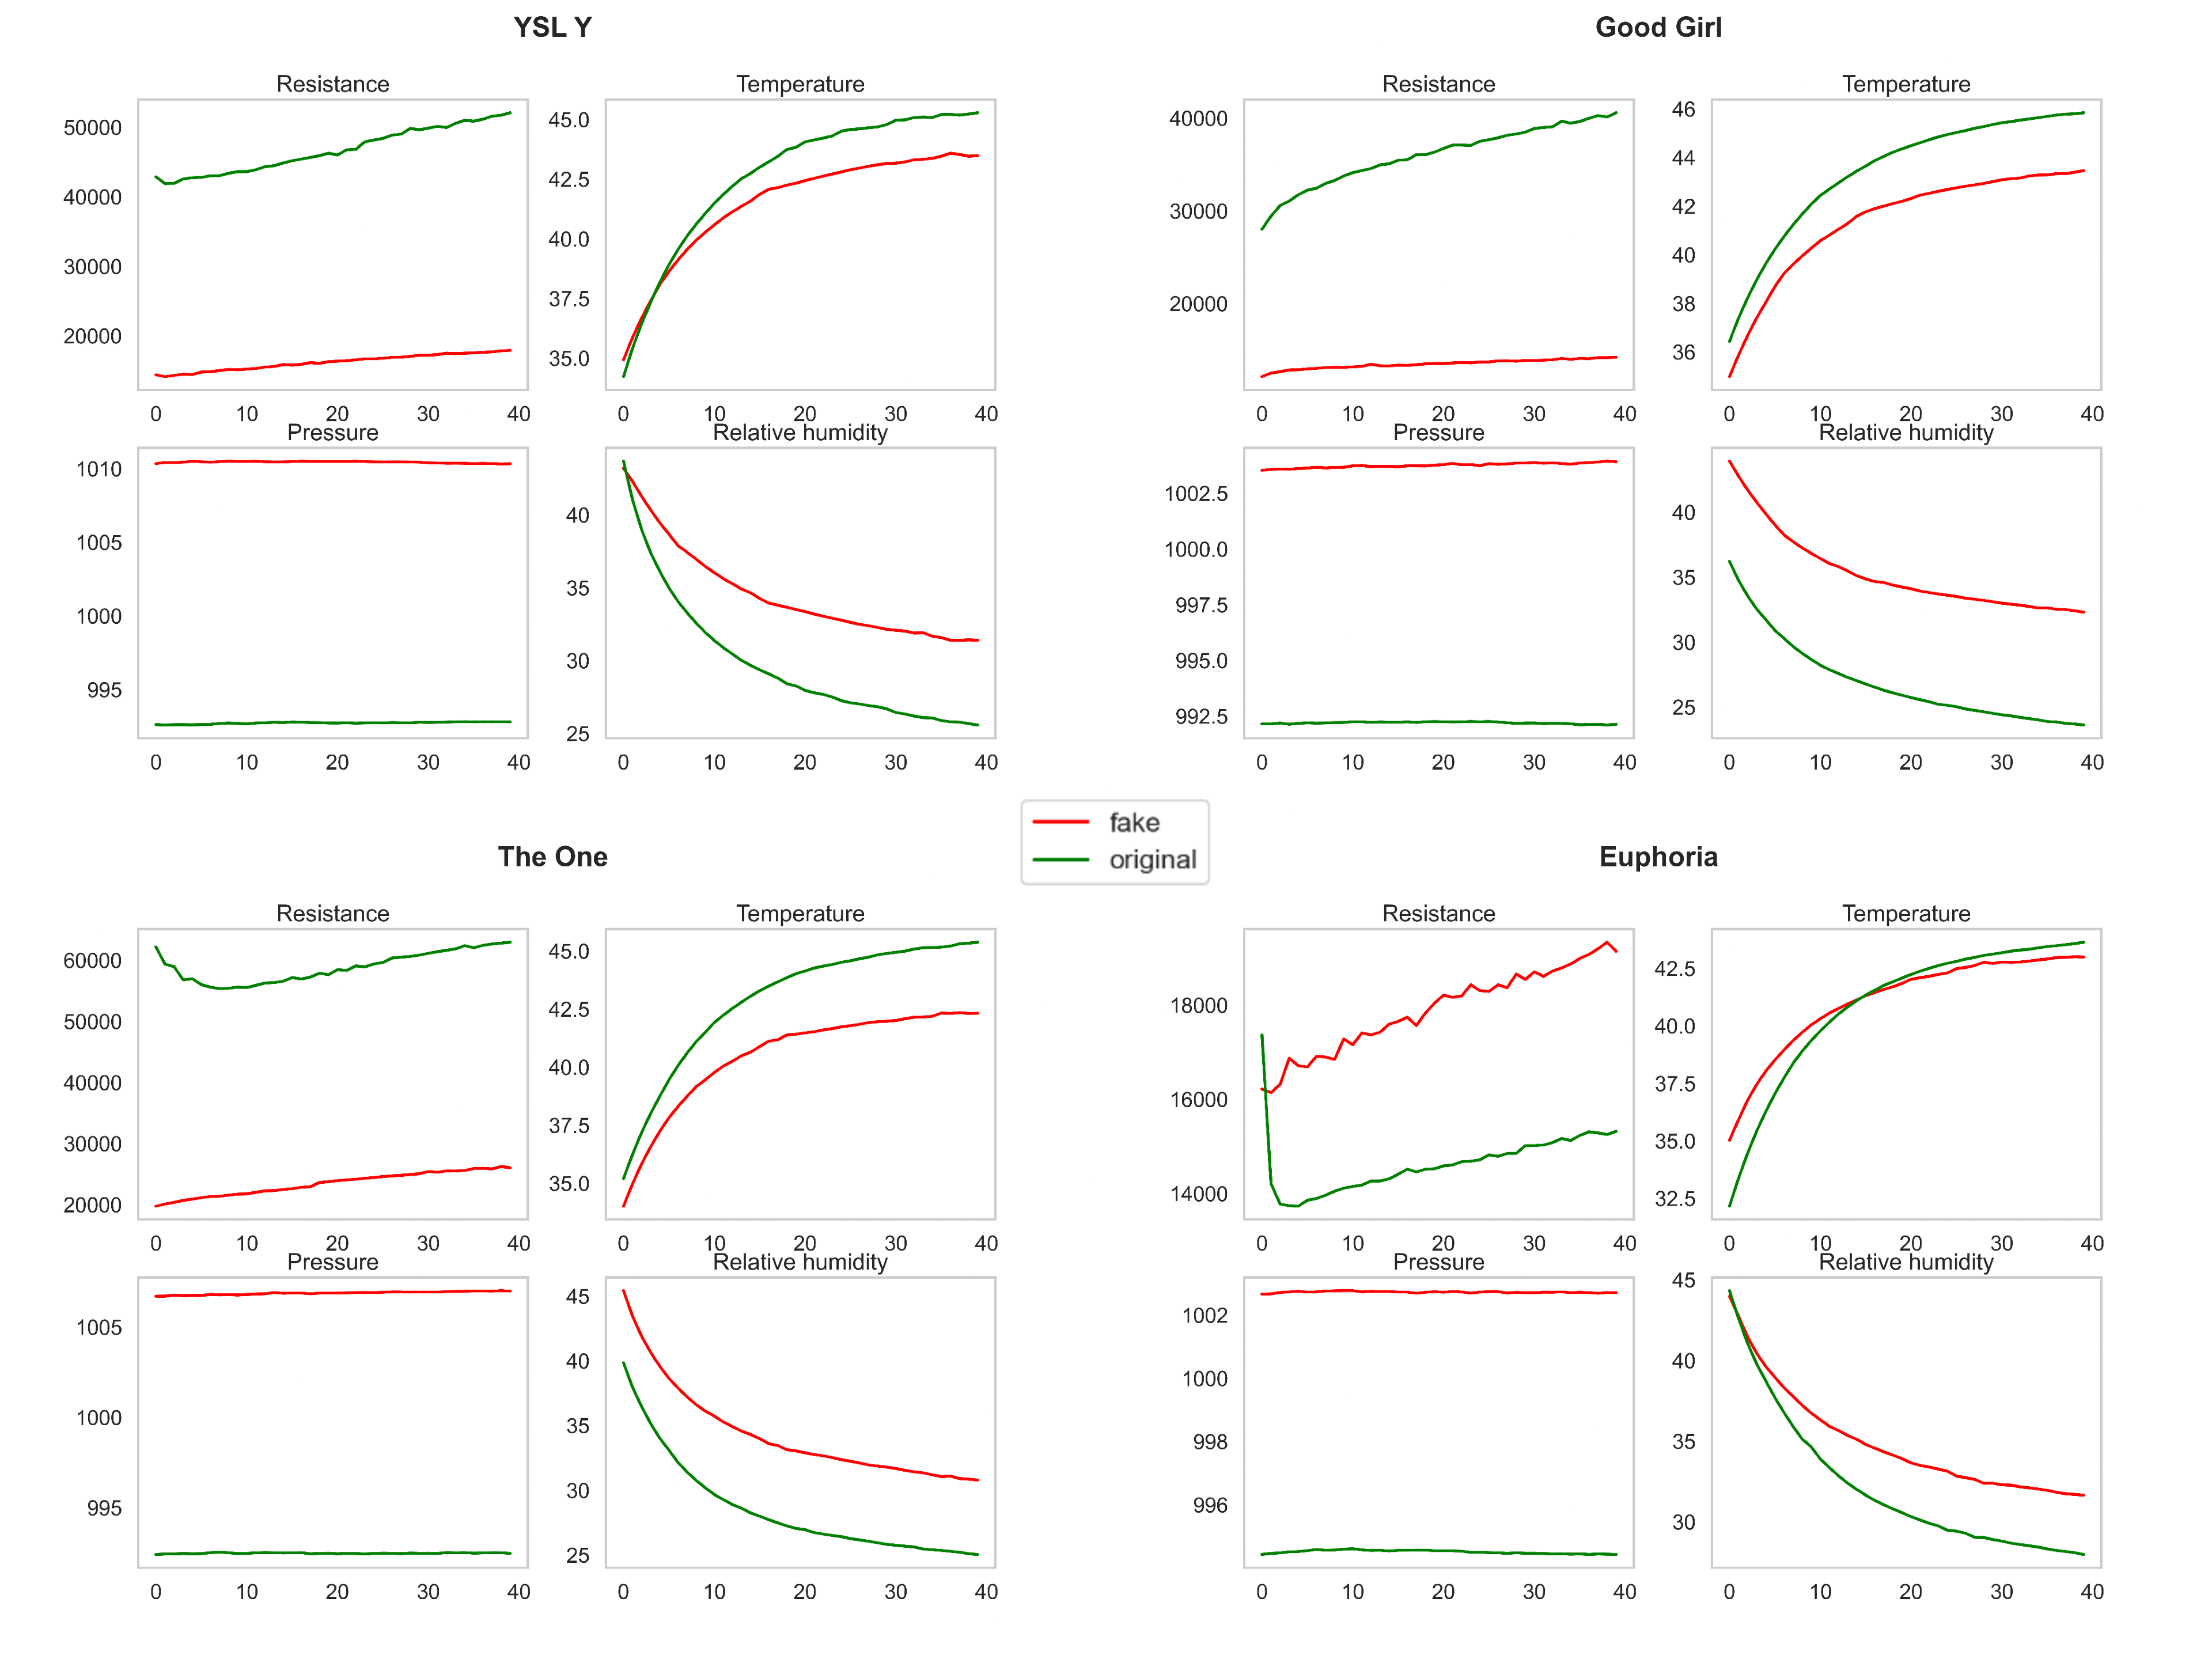 YSL Y
Good Girl
Resistance
Temperature
Resistance
Temperature
50000
40000
30000
20000
45.0
42.5
40.0
37.5
35.0
40000
30000
20000
46
44
42
40
38
36
0 10 20 30 40
0 10 20 30 40
0 10 20 30 40
0 10 20 30 40
Pressure
Relative humidity
Pressure
Relative humidity
1010
1005
1000
995
40
35
30
25
1002.5
1000.0
997.5
995.0
992.5
40
35
30
25
0 10 20 30 40
0 10 20 30 40
0 10 20 30 40
0 10 20 30 40
fake
original
The One
Euphoria
Resistance
Temperature
Resistance
Temperature
60000
50000
40000
30000
20000
45.0
42.5
40.0
37.5
35.0
18000
16000
14000
42.5
40.0
37.5
35.0
32.5
0 10 20 30 40
0 10 20 30 40
0 10 20 30 40
0 10 20 30 40
Pressure
Relative humidity
Pressure
Relative humidity
1005
1000
995
45
40
35
30
25
1002
1000
998
996
45
40
35
30
0 10 20 30 40
0 10 20 30 40
0 10 20 30 40
0 10 20 30 40